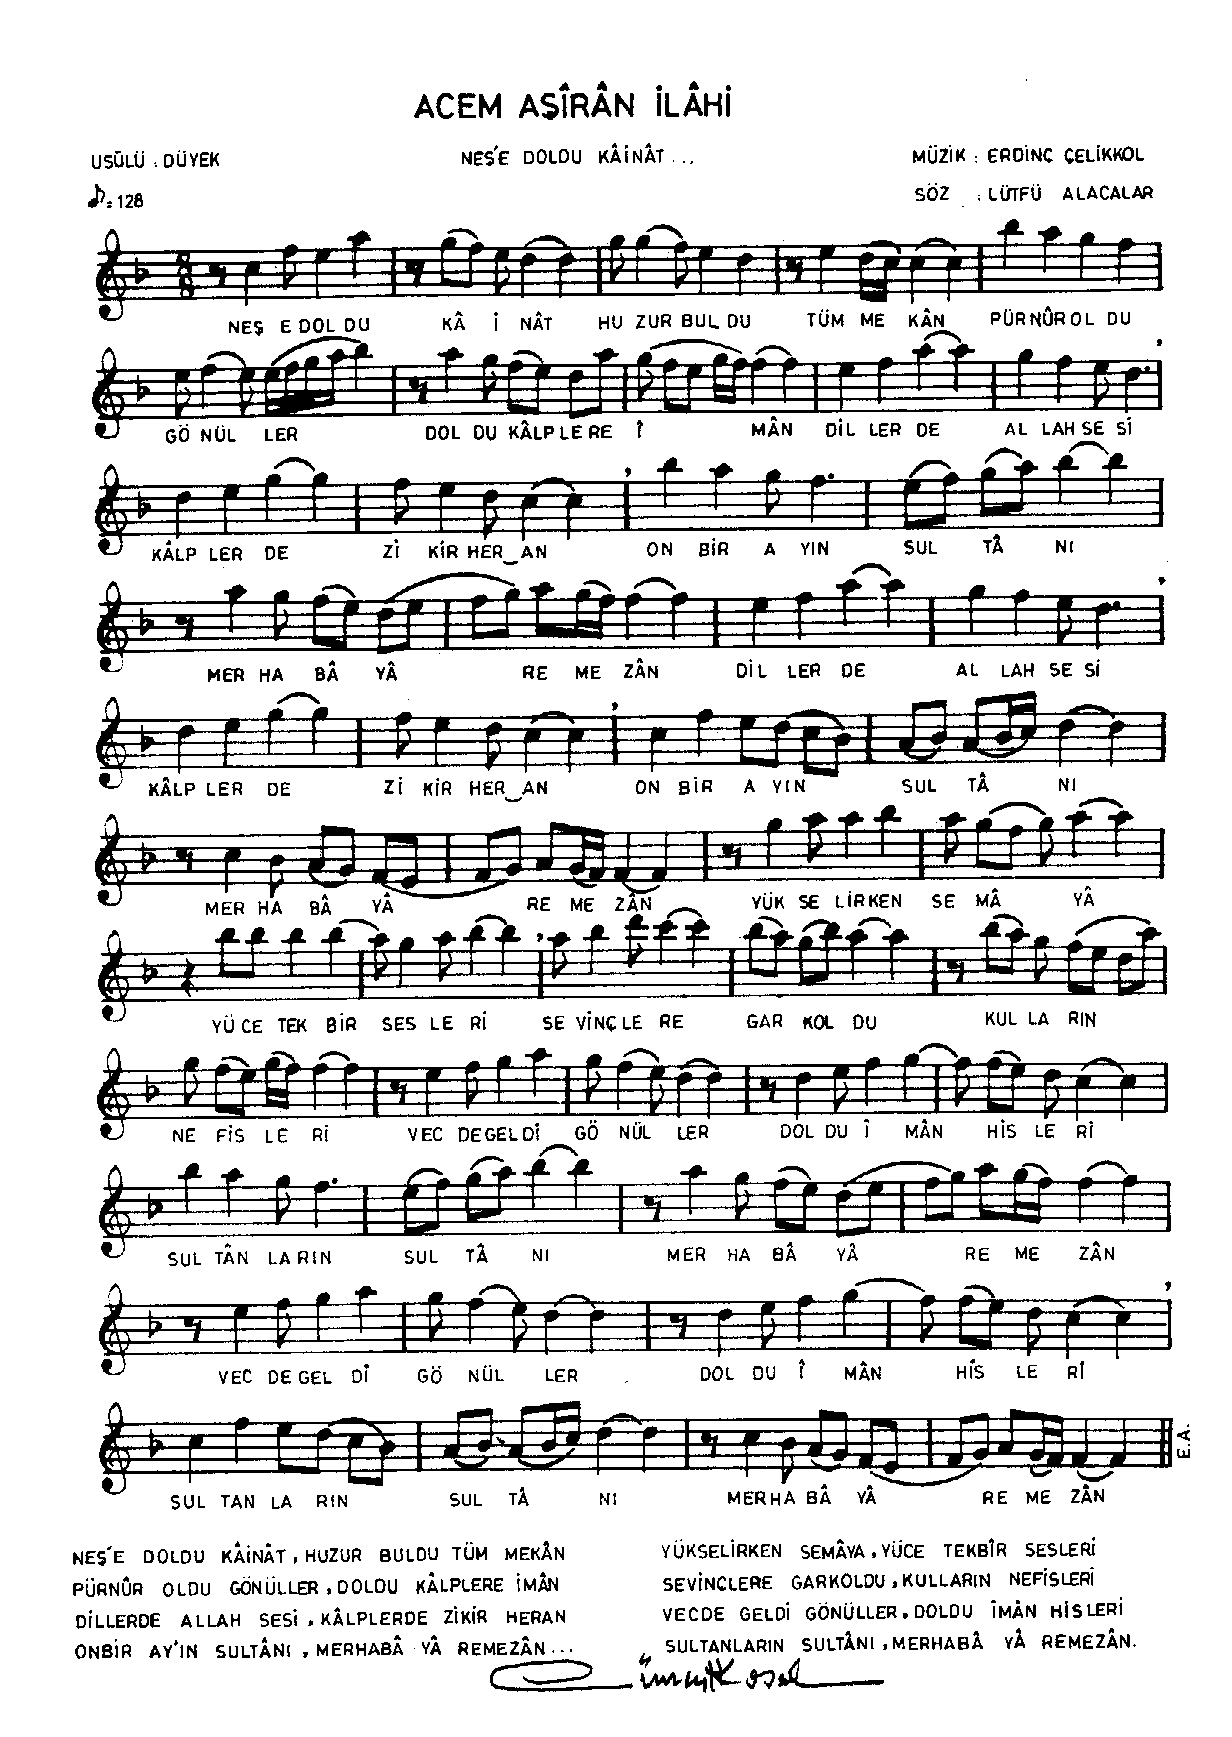 ACEM AŞÎRÂN İLÂHİ
USÛLÜ : DÜYEK
NEŞ'E DOLDU KÂİNÂT ...
MÜZİK : ERDİNÇ ÇELİKKOL
♪=128
SÖZ : LÜTFÜ ALACALAR
NEŞ E DOL DU KÂ İ NÂT HU ZUR BUL DU TÜM ME KÂN PÜR NÛR OL DU
GÖ NÜL LER DOL DU KÂLP LE RE Î MÂN DİL LER DE AL LAH SE Sİ
KÂLP LER DE Zİ KİR HER_AN ON BİR A YIN SUL TÂ NI
MER HA BÂ YÂ RE ME ZÂN DİL LER DE AL LAH SE Sİ
KÂLP LER DE Zİ KİR HER_AN ON BİR A YIN SUL TÂ NI
MER HA BÂ YÂ RE ME ZÂN YÜK SE LİR KEN SE MÂ YÂ
YÜ CE TEK BİR SES LE Rİ SE VİNÇ LE RE GAR KOL DU KUL LA RIN
NE FİS LE Rİ VEC DE GEL Dİ GÖ NÜL LER DOL DU Î MÂN HİS LE Rİ
SUL TÂN LA RIN SUL TÂ NI MER HA BÂ YÂ RE ME ZÂN
VEC DE GEL Dİ GÖ NÜL LER DOL DU Î MÂN HİS LE Rİ
SUL TAN LA RIN SUL TÂ NI MER HA BÂ YÂ RE ME ZÂN
E.A.
NEŞ'E DOLDU KÂİNÂT, HUZUR BULDU TÜM MEKÂN
PÜRNÛR OLDU GÖNÜLLER, DOLDU KÂLPLERE İMÂN
DİLLERDE ALLAH SESİ, KÂLPLERDE ZİKİR HERAN
ONBİR AY'IN SULTÂNI, MERHABÂ YÂ REMEZÂN...
YÜKSELİRKEN SEMÂYA, YÜCE TEKBÎR SESLERİ
SEVİNÇLERE GARKOLDU, KULLARIN NEFİSLERİ
VECDE GELDİ GÖNÜLLER, DOLDU ÎMÂN HİSLERİ
SULTANLARIN SULTÂNI, MERHABÂ YÂ REMEZÂN.